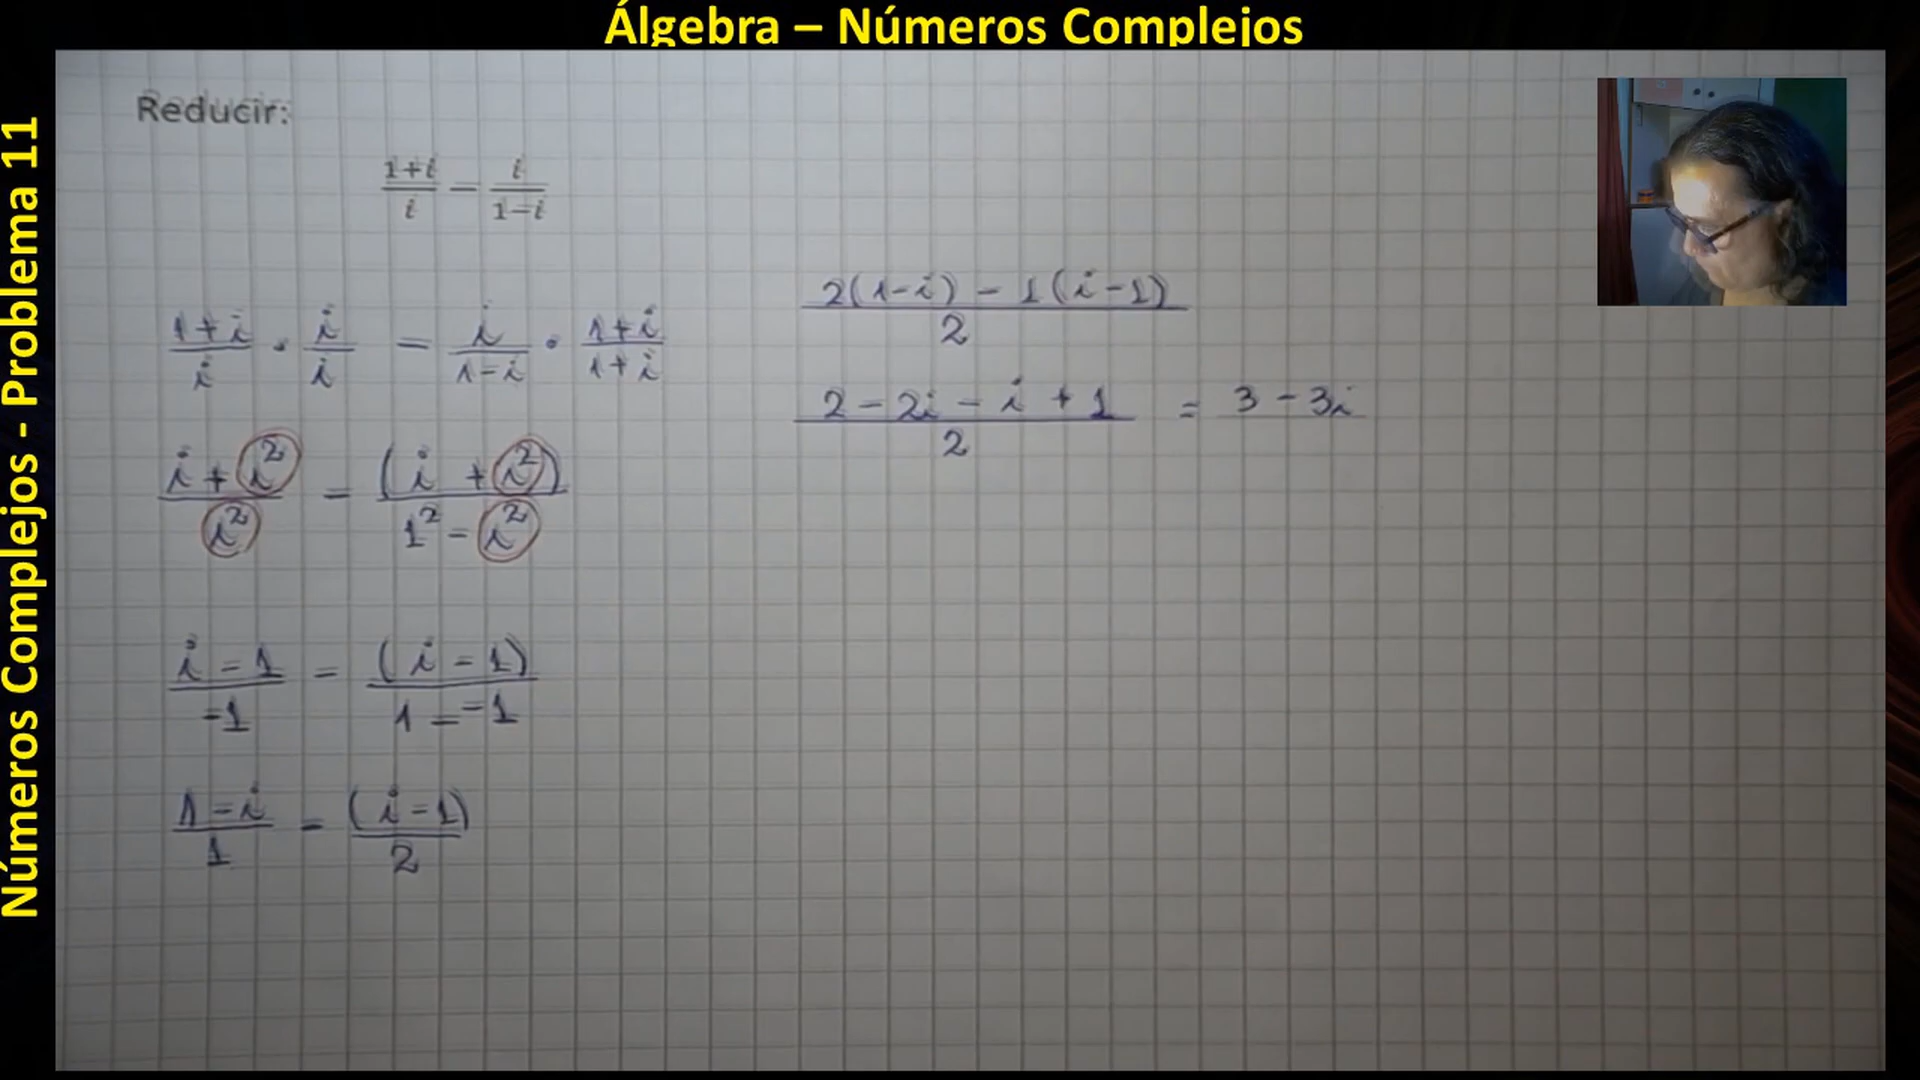 Álgebra – Números Complejos
Números Complejos - Problema 11
Reducir:
1+i / i − i / 1−i
1+i / i · i / i − i / 1−i · 1+i / 1+i
i + i² / i² − (i + i²) / 1² − i²
i − 1 / −1 − (i − 1) / 1 − −1
1 − i / 1 − (i − 1) / 2
2(1−i) − 1(i−1) / 2
2 − 2i − i + 1 / 2 = 3 − 3i